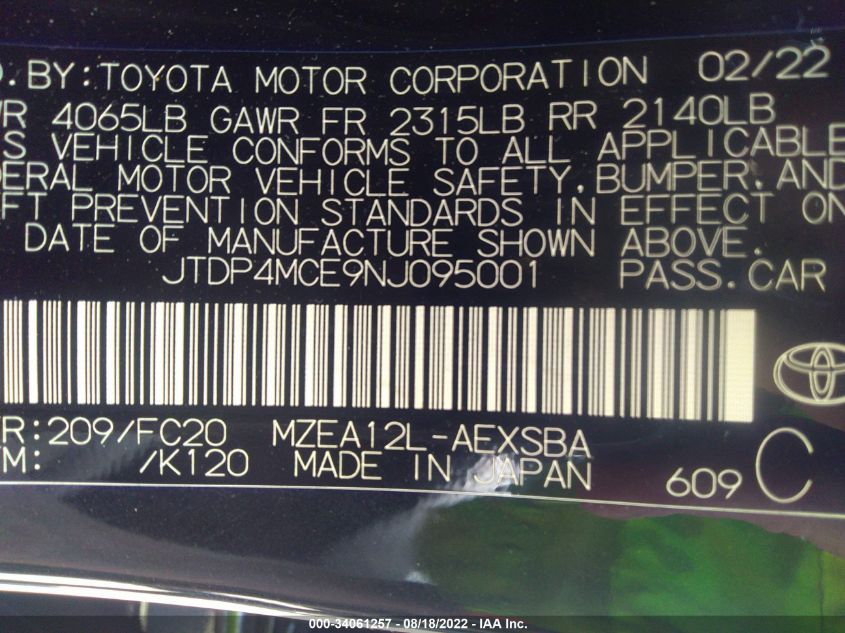 BY: TOYOTA MOTOR CORPORATION 02/22
4065LB GAWR FR 2315LB RR 2140LB
VEHICLE CONFORMS TO ALL APPLICABLE
MOTOR VEHICLE SAFETY, BUMPER, AND
PREVENTION STANDARDS IN EFFECT ON
DATE OF MANUFACTURE SHOWN ABOVE.
JTDP4MCE9NJ095001 PASS.CAR
R:209/FC20 MZEA12L-AEXSBA
M: /K120 MADE IN JAPAN 609 C
000-34061257 - 08/18/2022 - IAA Inc.